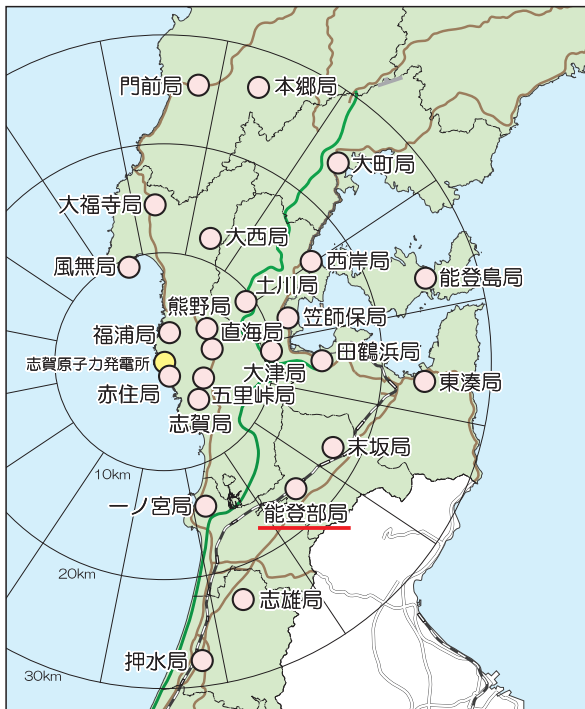 門前局
本郷局
大町局
大福寺局
大西局
風無局
西岸局
能登島局
土川局
熊野局
笠師保局
福浦局
直海局
志賀原子力発電所
田鶴浜局
大津局
赤住局
五里峠局
東湊局
志賀局
末坂局
10km
一ノ宮局
能登部局
20km
志雄局
押水局
30km